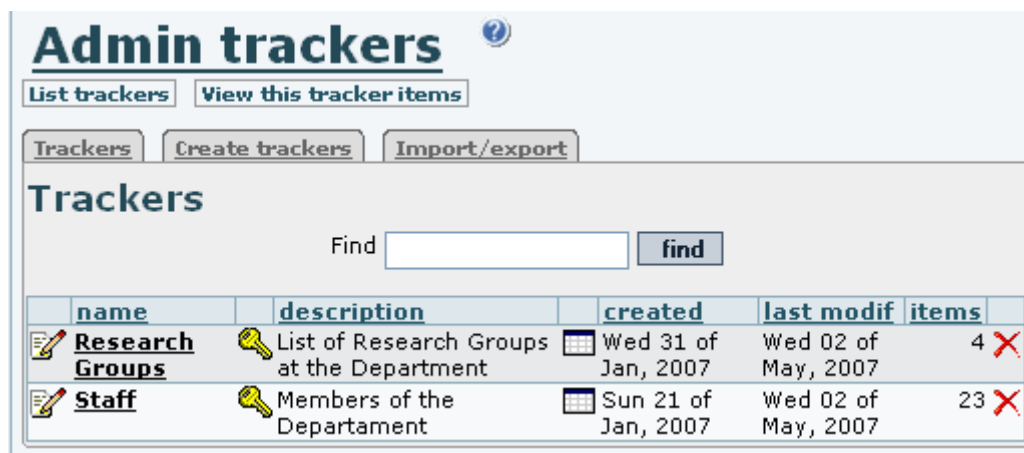 Admin trackers ?
List trackers View this tracker items
Trackers Create trackers Import/export
Trackers
Find find
name description created last modif items
Research List of Research Groups Wed 31 of Wed 02 of 4
Groups at the Department Jan, 2007 May, 2007
Staff Members of the Sun 21 of Wed 02 of 23
Departament Jan, 2007 May, 2007